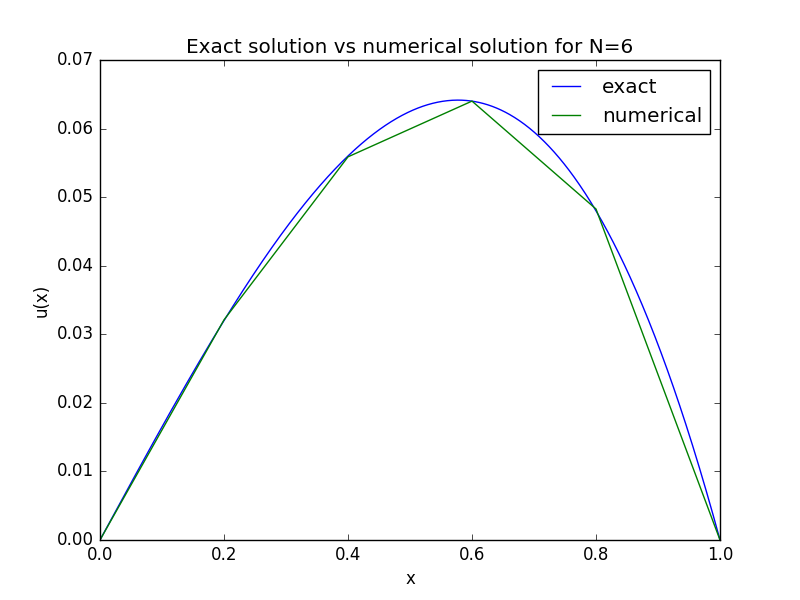 Exact solution vs numerical solution for N=6
exact
numerical
0.07
0.06
0.05
0.04
0.03
0.02
0.01
0.00
u(x)
0.0 0.2 0.4 0.6 0.8 1.0
x